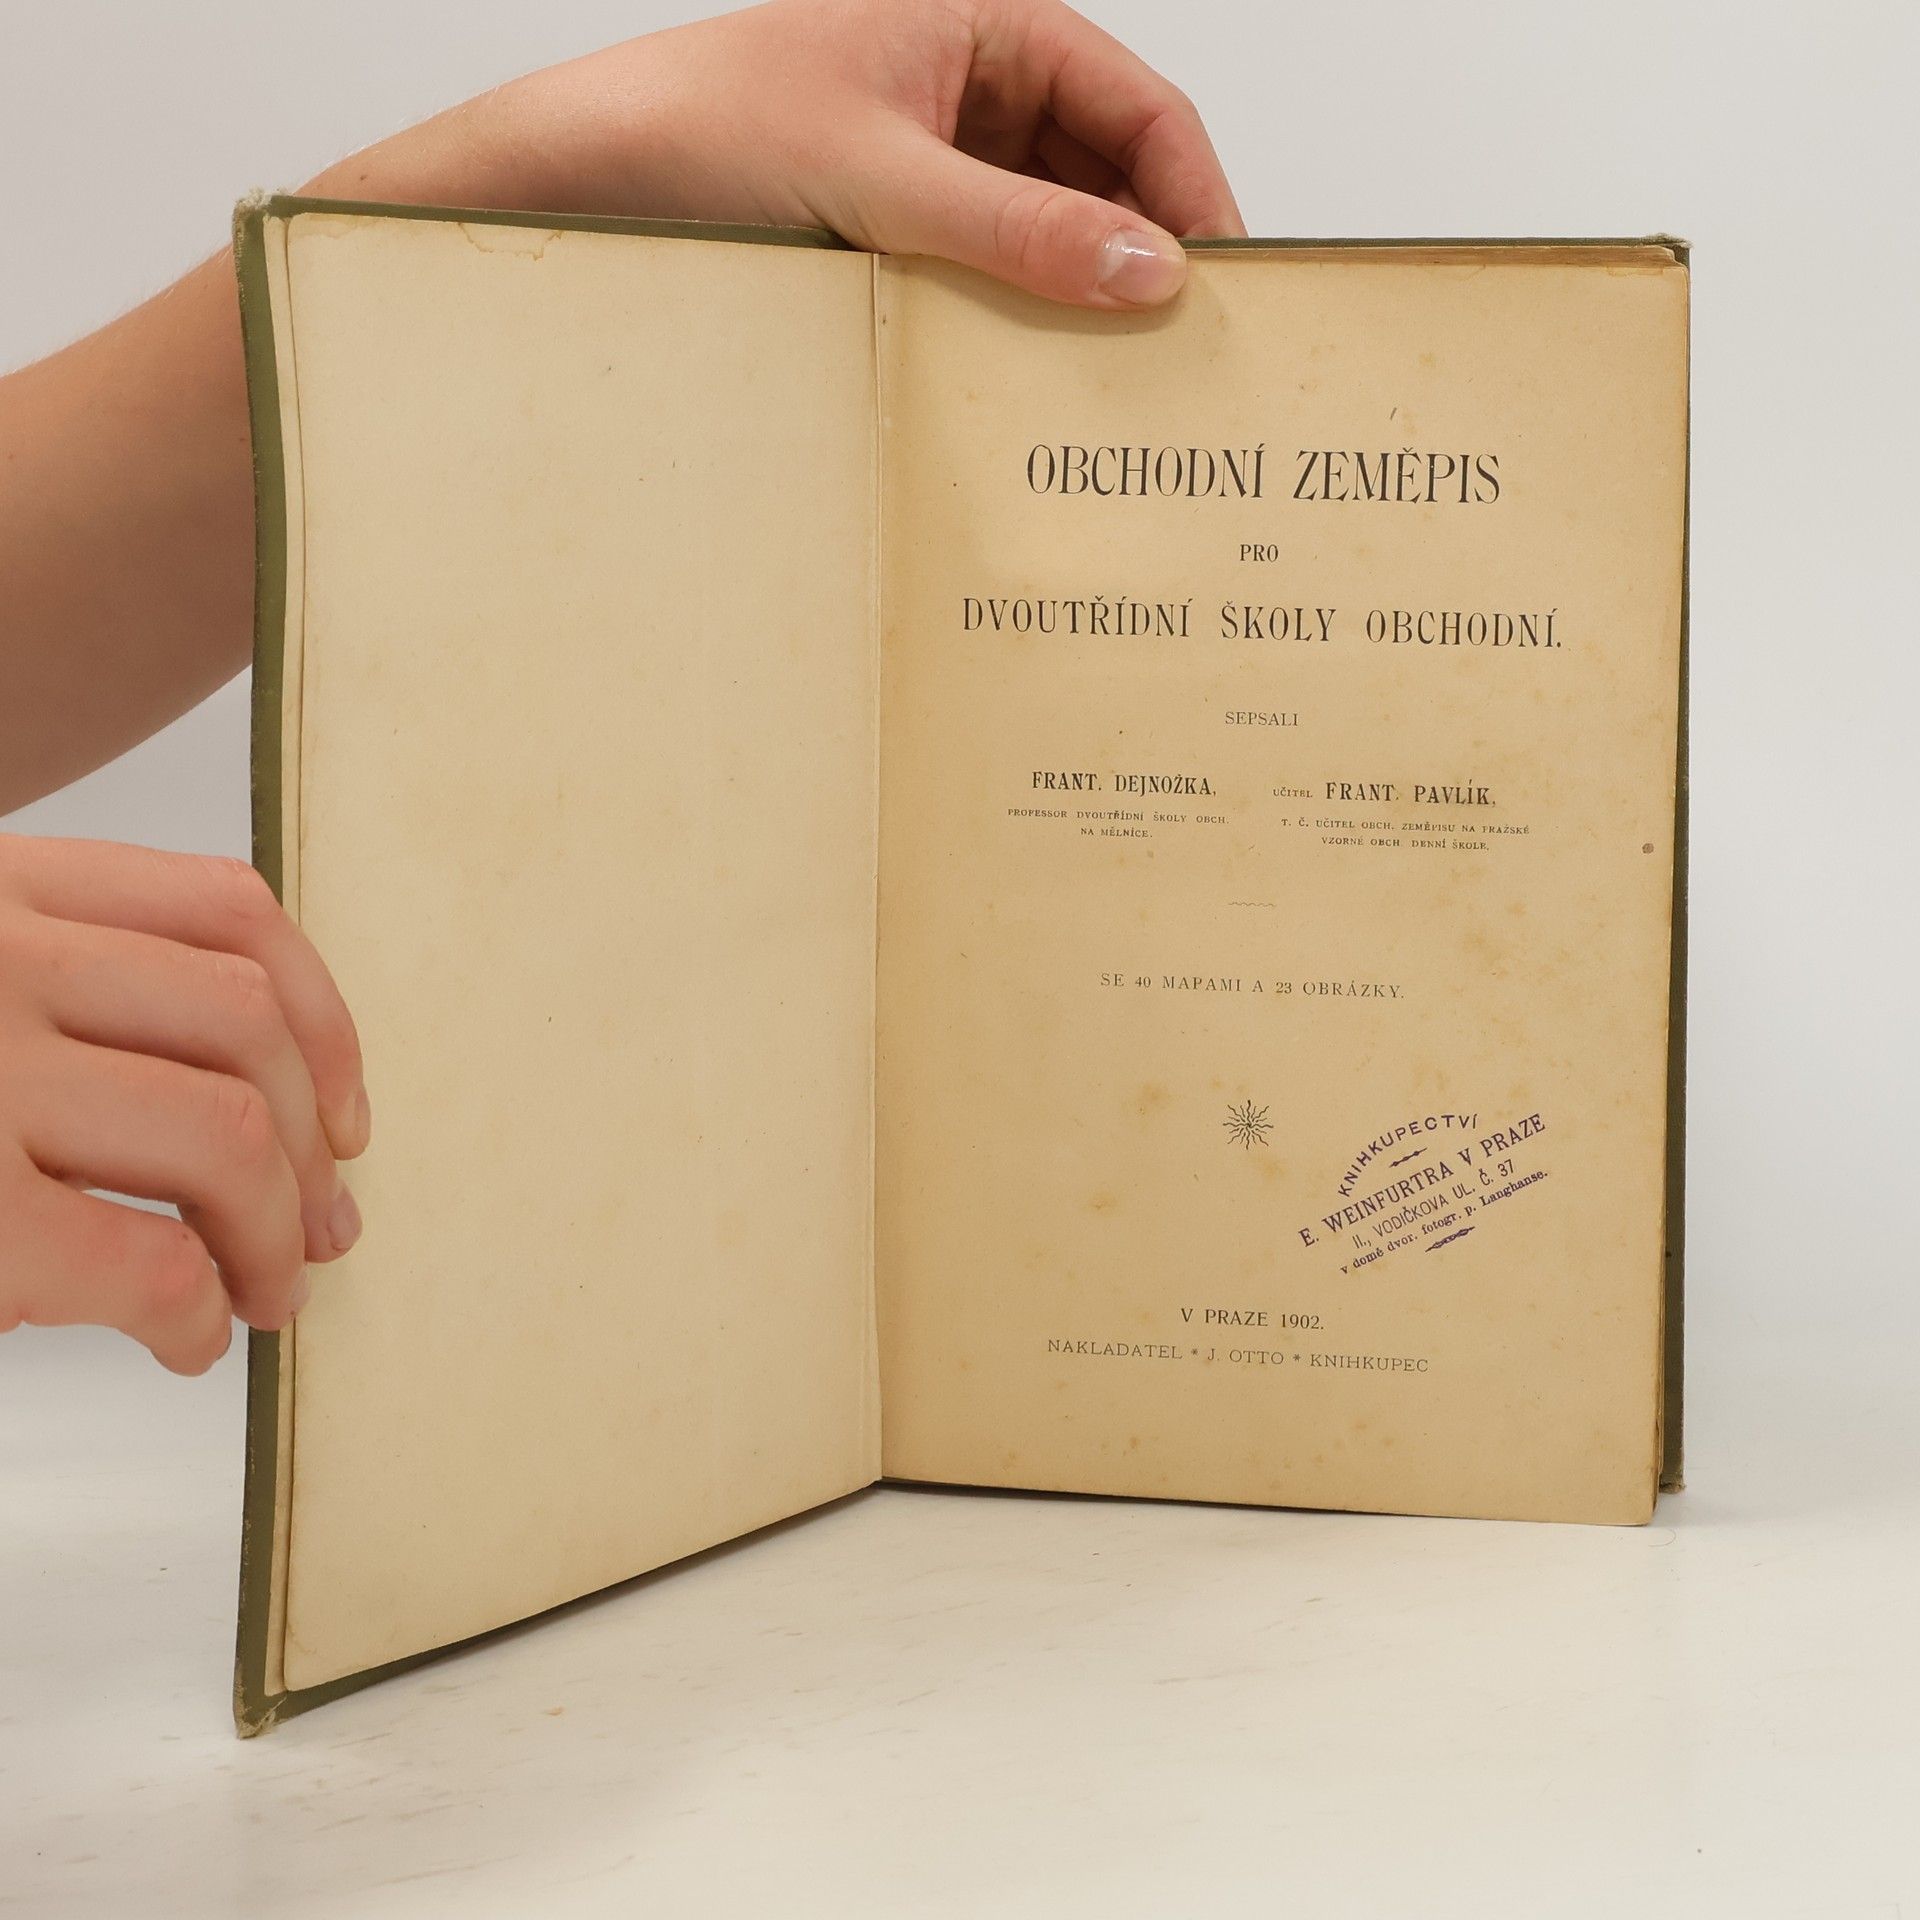 OBCHODNÍ ZEMĚPIS
PRO
DVOUTŘÍDNÍ ŠKOLY OBCHODNÍ.
SEPSALI
FRANT. DEJNOŽKA,
PROFESSOR DVOUTŘÍDNÍ ŠKOLY OBCH.
NA MĚLNÍCE.
UČITEL FRANT. PAVLÍK,
T. Č. UČITEL OBCH. ZEMĚPISU NA PRAŽSKÉ
VZORNÉ OBCH. DENNÍ ŠKOLE.
SE 40 MAPAMI A 23 OBRÁZKY.
KNIHKUPECTVÍ
E. WEINFURTRA V PRAZE
II., VODIČKOVA UL. Č. 37
v domě dvor. fotogr. p. Langhanse.
V PRAZE 1902.
NAKLADATEL * J. OTTO * KNIHKUPEC